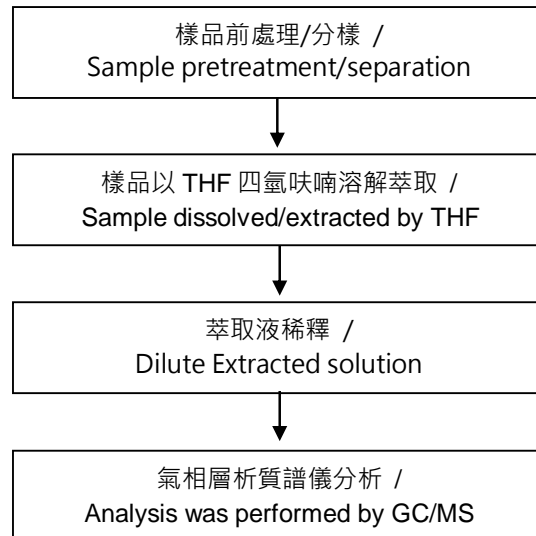 樣品前處理/分樣 /
Sample pretreatment/separation
樣品以 THF 四氫呋喃溶解萃取 /
Sample dissolved/extracted by THF
萃取液稀釋 /
Dilute Extracted solution
氣相層析質譜儀分析 /
Analysis was performed by GC/MS